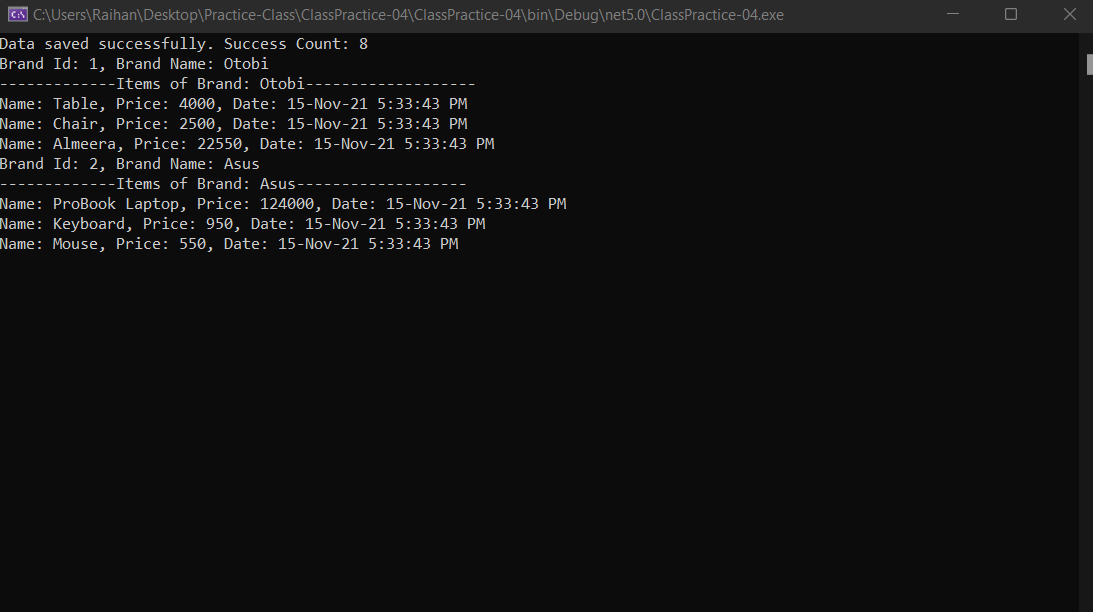 C:\Users\Raihan\Desktop\Practice-Class\ClassPractice-04\ClassPractice-04\bin\Debug\net5.0\ClassPractice-04.exe
Data saved successfully. Success Count: 8
Brand Id: 1, Brand Name: Otobi
-------------Items of Brand: Otobi-------------------
Name: Table, Price: 4000, Date: 15-Nov-21 5:33:43 PM
Name: Chair, Price: 2500, Date: 15-Nov-21 5:33:43 PM
Name: Almeera, Price: 22550, Date: 15-Nov-21 5:33:43 PM
Brand Id: 2, Brand Name: Asus
-------------Items of Brand: Asus-------------------
Name: ProBook Laptop, Price: 124000, Date: 15-Nov-21 5:33:43 PM
Name: Keyboard, Price: 950, Date: 15-Nov-21 5:33:43 PM
Name: Mouse, Price: 550, Date: 15-Nov-21 5:33:43 PM